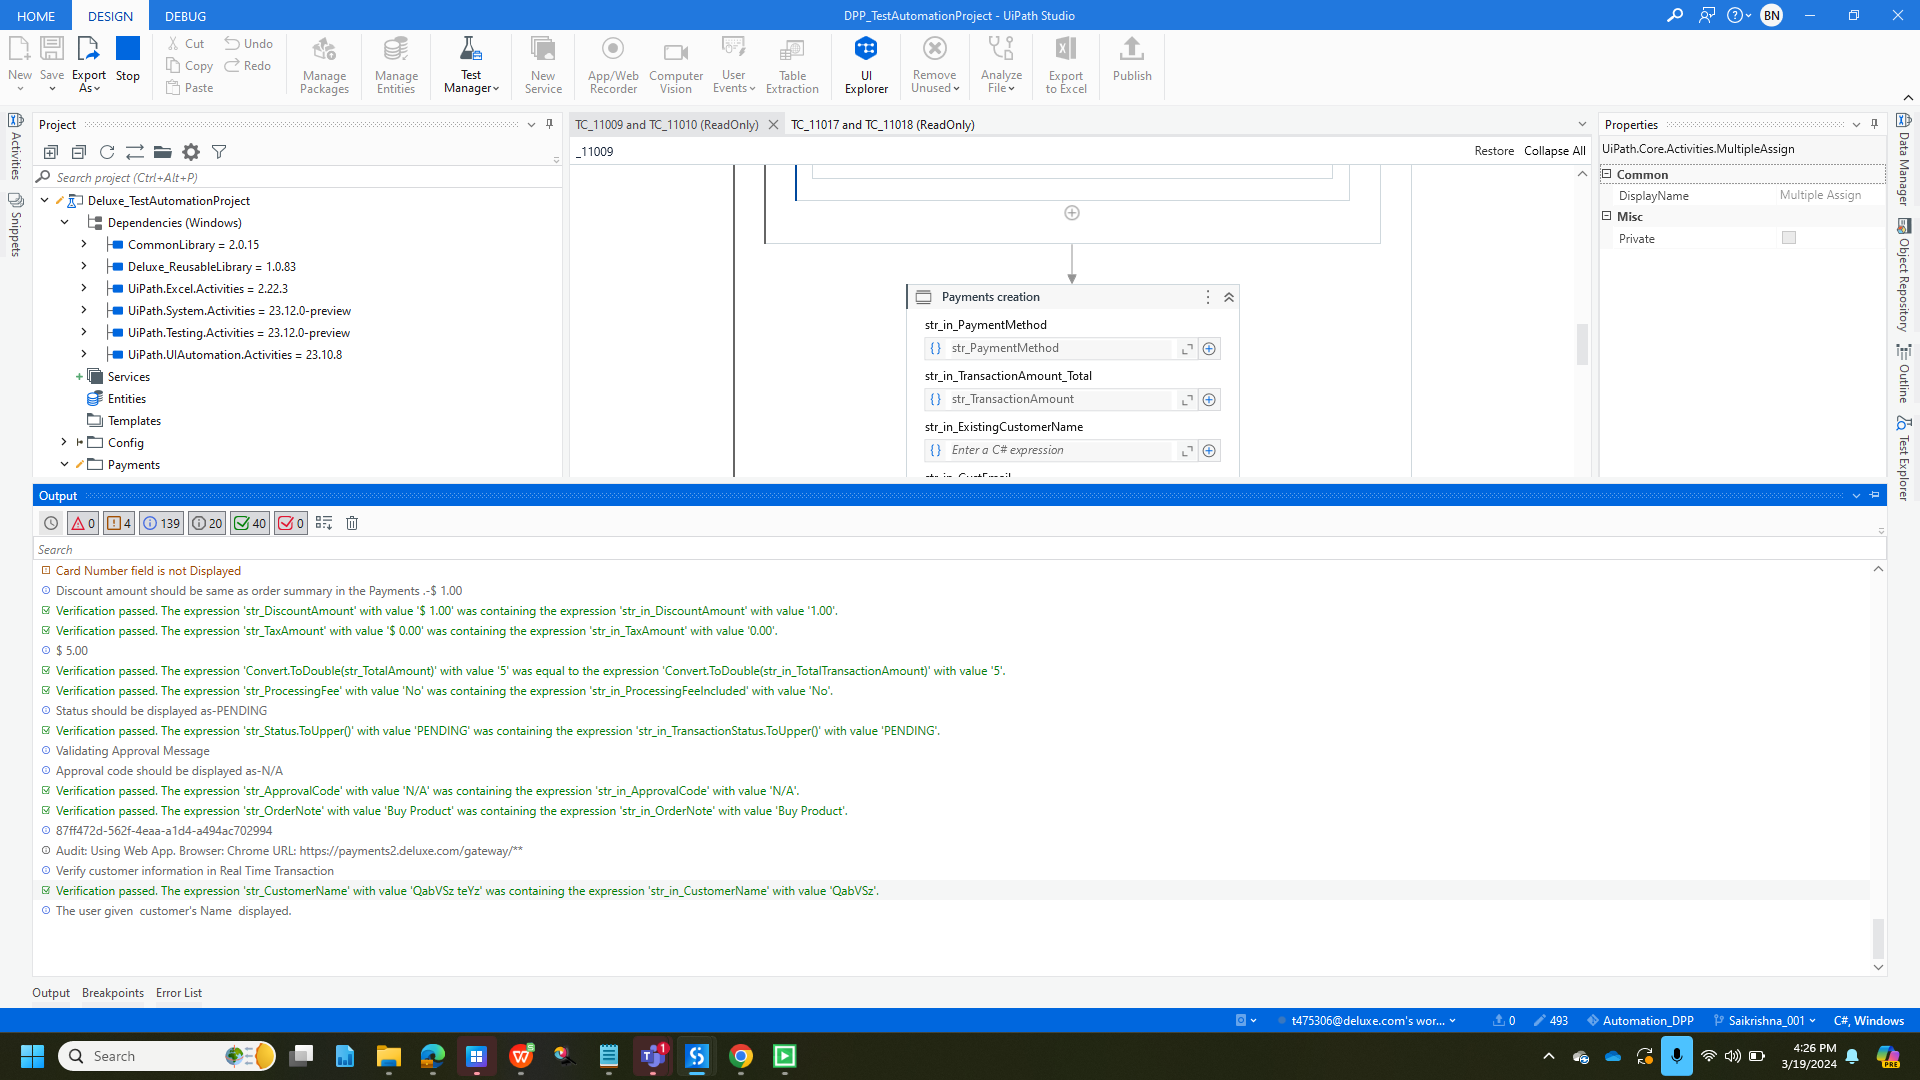 HOME DESIGN DEBUG
DPP_TestAutomationProject - UiPath Studio
BN
New Save Export As Stop
Cut Copy Paste Undo Redo
Manage Packages
Manage Entities
Test Manager
New Service
App/Web Recorder
Computer Vision
User Events
Table Extraction
UI Explorer
Remove Unused
Analyze File
Export to Excel
Publish
Activities
Snippets
Project
Search project (Ctrl+Alt+P)
Deluxe_TestAutomationProject
Dependencies (Windows)
CommonLibrary = 2.0.15
Deluxe_ReusableLibrary = 1.0.83
UiPath.Excel.Activities = 2.22.3
UiPath.System.Activities = 23.12.0-preview
UiPath.Testing.Activities = 23.12.0-preview
UiPath.UIAutomation.Activities = 23.10.8
Services
Entities
Templates
Config
Payments
TC_11009 and TC_11010 (ReadOnly)
TC_11017 and TC_11018 (ReadOnly)
_11009
Restore Collapse All
Payments creation
str_in_PaymentMethod
str_PaymentMethod
str_in_TransactionAmount_Total
str_TransactionAmount
str_in_ExistingCustomerName
Enter a C# expression
str_in_CustEmail
Properties
UiPath.Core.Activities.MultipleAssign
Common
DisplayName Multiple Assign
Misc
Private
Data Manager
Object Repository
Outline
Test Explorer
Output
0 4 139 20 40 0
Search
Card Number field is not Displayed
Discount amount should be same as order summary in the Payments .-$ 1.00
Verification passed. The expression 'str_DiscountAmount' with value '$ 1.00' was containing the expression 'str_in_DiscountAmount' with value '1.00'.
Verification passed. The expression 'str_TaxAmount' with value '$ 0.00' was containing the expression 'str_in_TaxAmount' with value '0.00'.
$ 5.00
Verification passed. The expression 'Convert.ToDouble(str_TotalAmount)' with value '5' was equal to the expression 'Convert.ToDouble(str_in_TotalTransactionAmount)' with value '5'.
Verification passed. The expression 'str_ProcessingFee' with value 'No' was containing the expression 'str_in_ProcessingFeeIncluded' with value 'No'.
Status should be displayed as-PENDING
Verification passed. The expression 'str_Status.ToUpper()' with value 'PENDING' was containing the expression 'str_in_TransactionStatus.ToUpper()' with value 'PENDING'.
Validating Approval Message
Approval code should be displayed as-N/A
Verification passed. The expression 'str_ApprovalCode' with value 'N/A' was containing the expression 'str_in_ApprovalCode' with value 'N/A'.
Verification passed. The expression 'str_OrderNote' with value 'Buy Product' was containing the expression 'str_in_OrderNote' with value 'Buy Product'.
87ff472d-562f-4eaa-a1d4-a494ac702994
Audit: Using Web App. Browser: Chrome URL: https://payments2.deluxe.com/gateway/**
Verify customer information in Real Time Transaction
Verification passed. The expression 'str_CustomerName' with value 'QabVSz teYz' was containing the expression 'str_in_CustomerName' with value 'QabVSz'.
The user given  customer's Name  displayed.
Output Breakpoints Error List
t475306@deluxe.com's wor... 0 493 Automation_DPP Saikrishna_001 C#, Windows
Search
1
4:26 PM
3/19/2024
PRE